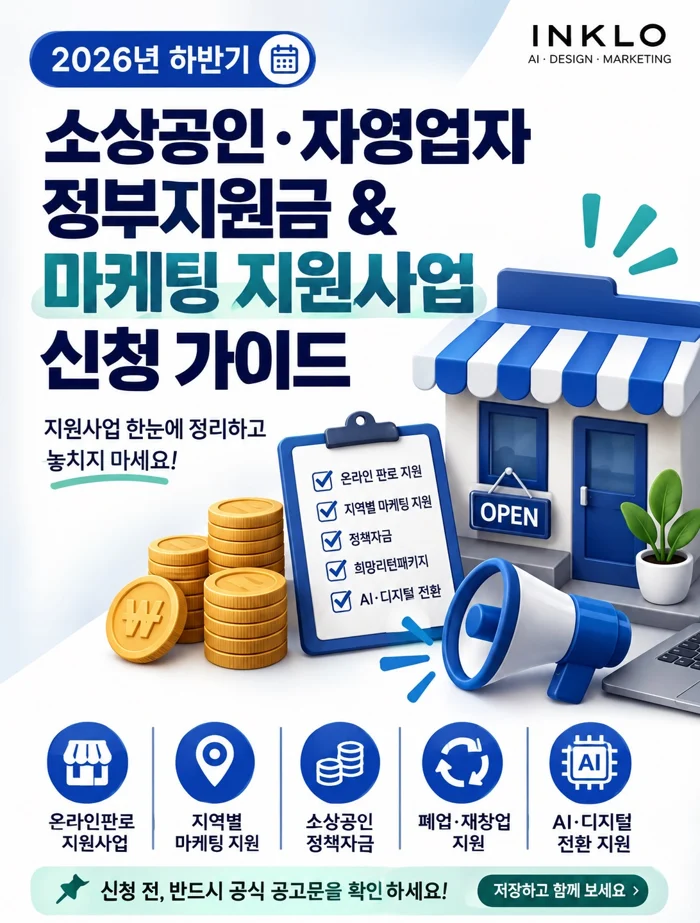 2026년 하반기
INKLO
AI · DESIGN · MARKETING
소상공인 · 자영업자
정부지원금 &
마케팅 지원사업
신청 가이드
지원사업 한눈에 정리하고
놓치지 마세요!
온라인 판로 지원
지역별 마케팅 지원
정책자금
희망리턴패키지
AI·디지털 전환
OPEN
₩
온라인판로
지원사업
지역별
마케팅 지원
소상공인
정책자금
폐업·재창업
지원
AI
AI·디지털
전환 지원
신청 전, 반드시 공식 공고문을 확인하세요!
저장하고 함께 보세요 >